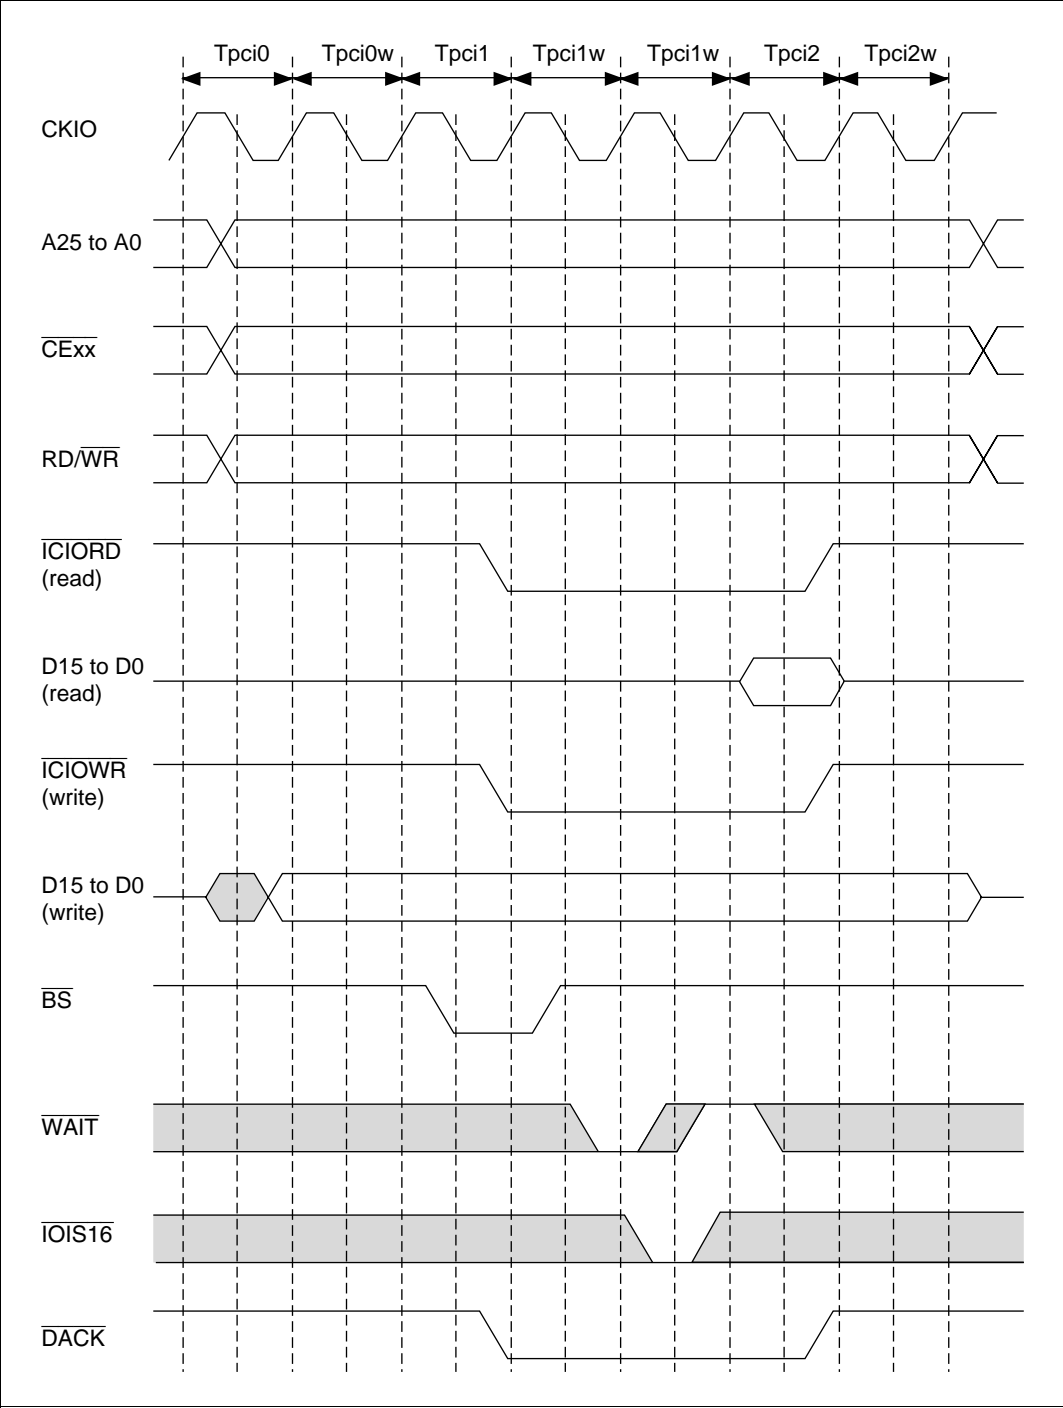 Tpci0 Tpci0w Tpci1 Tpci1w Tpci1w Tpci2 Tpci2w
CKIO
A25 to A0
CExx
RD/WR
ICIORD
(read)
D15 to D0
(read)
ICIOWR
(write)
D15 to D0
(write)
BS
WAIT
IOIS16
DACK